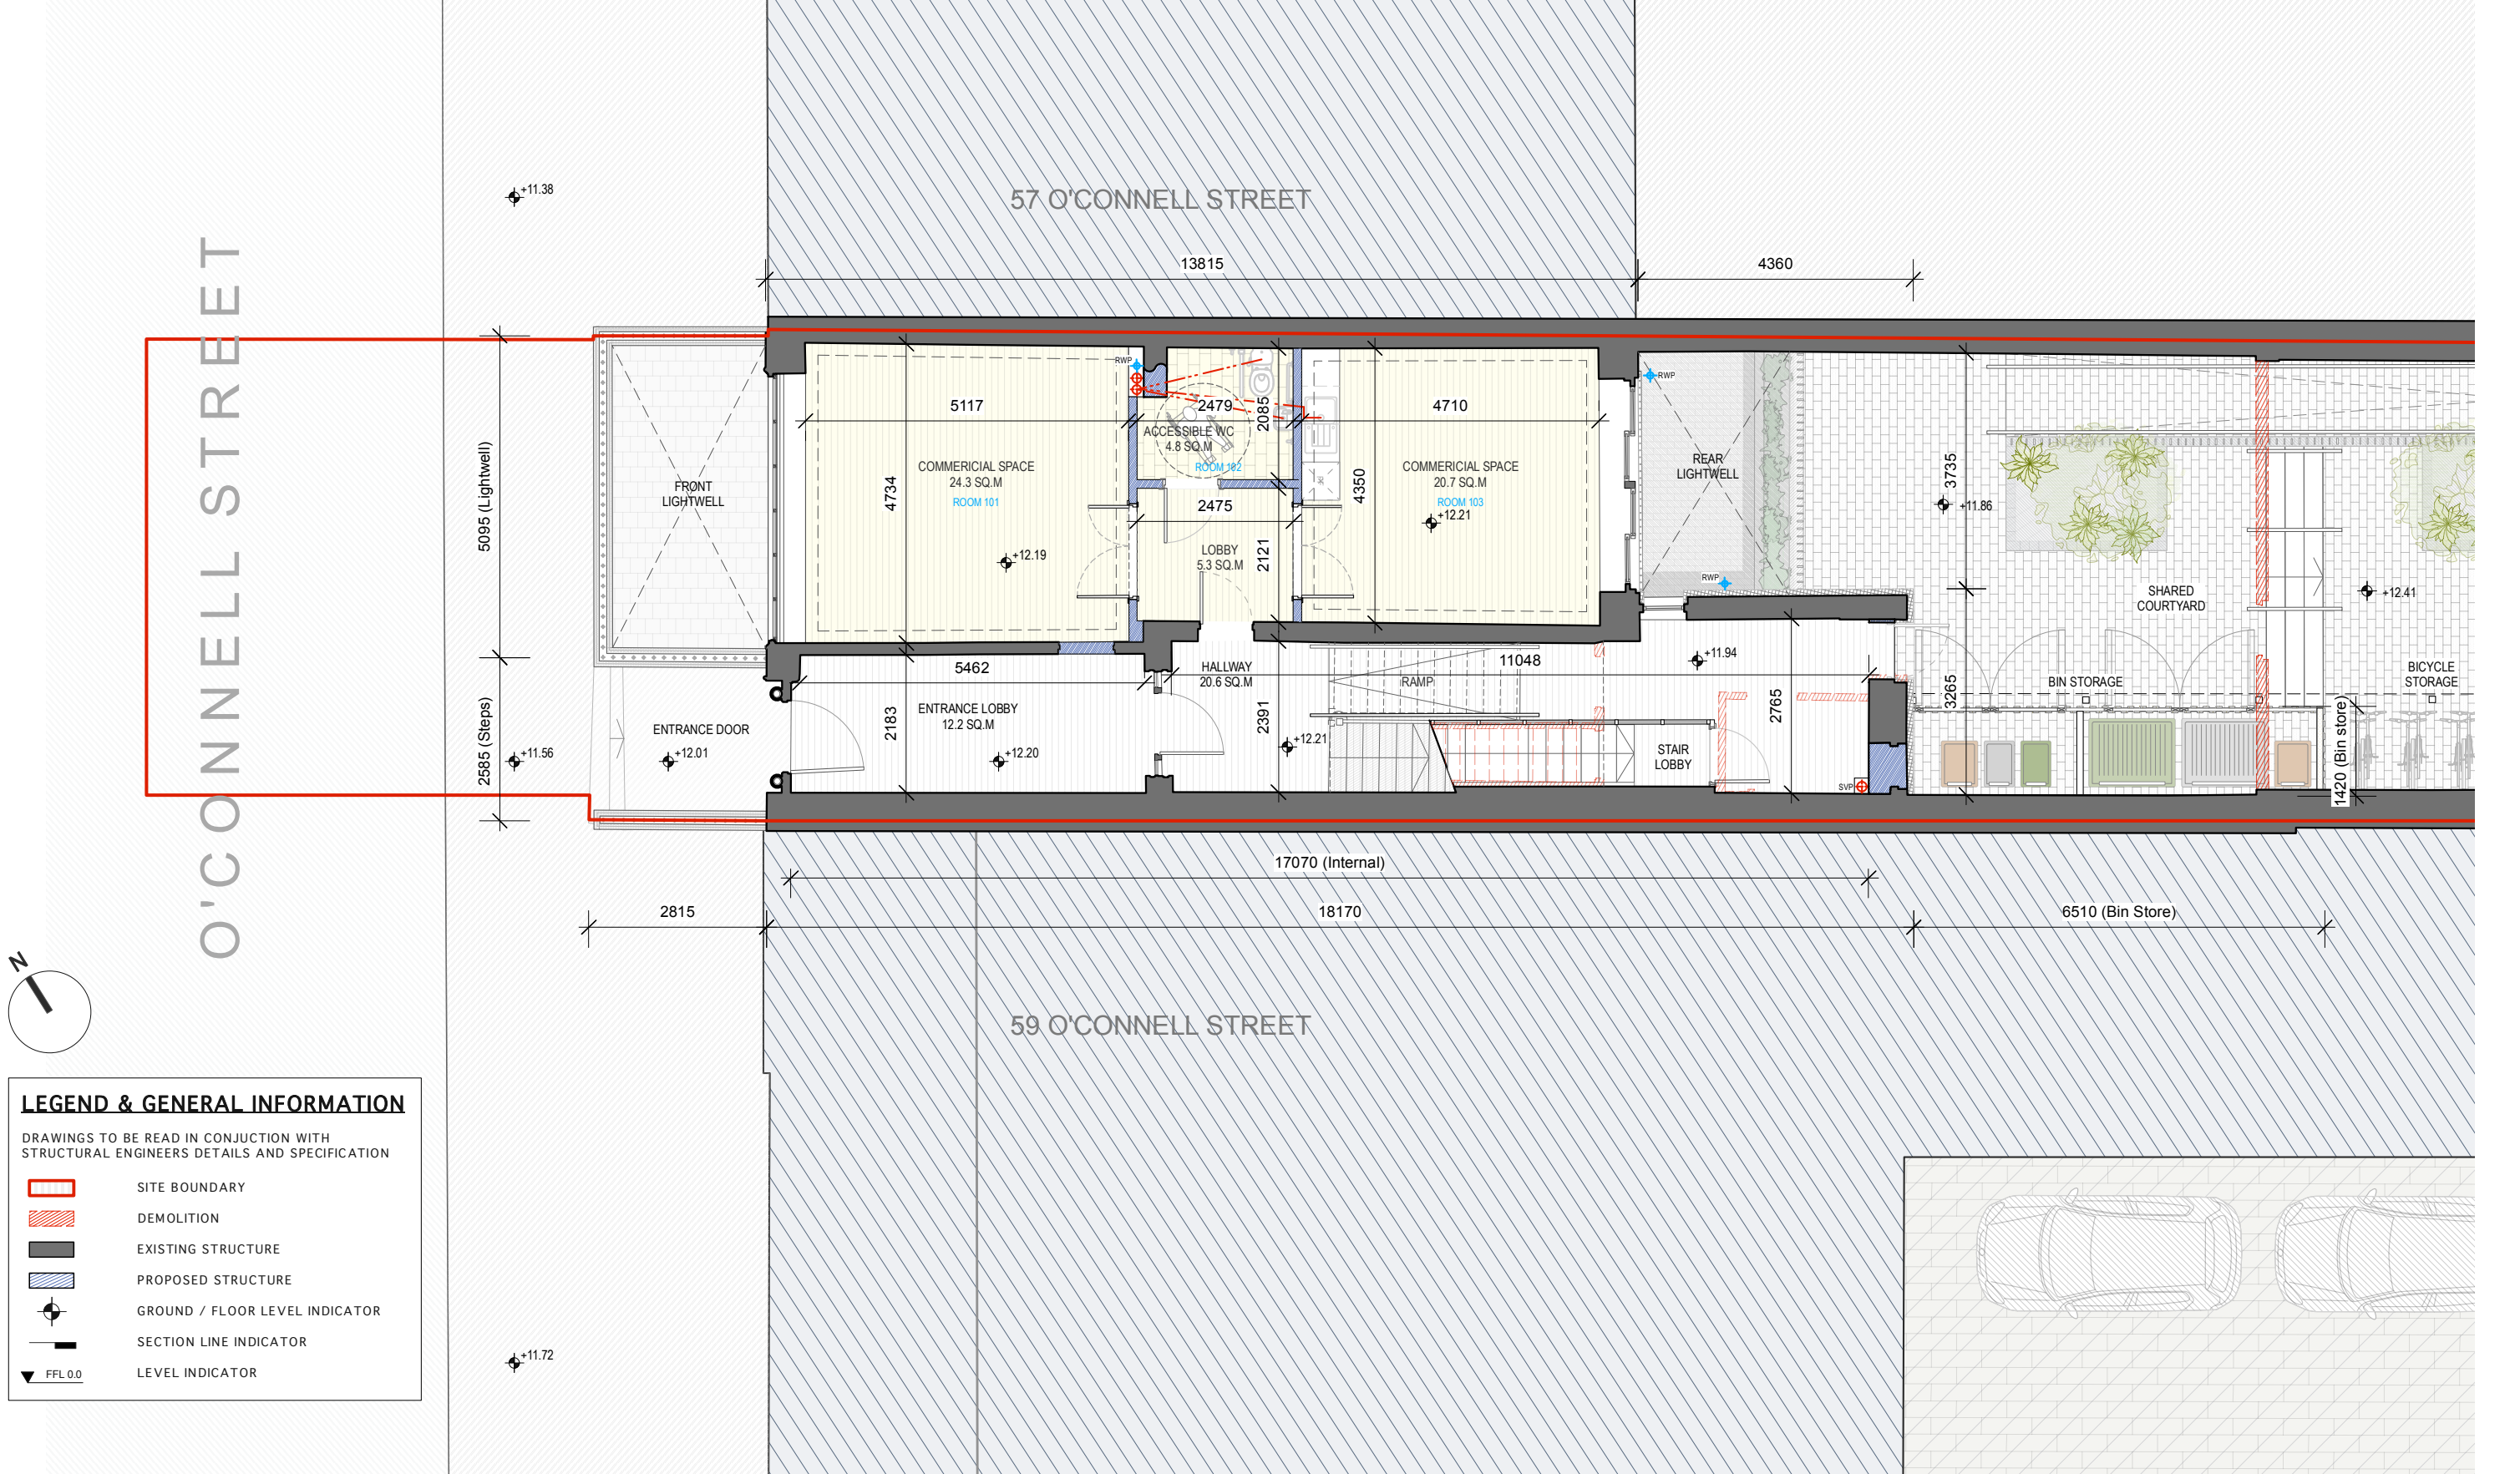 +11.38
57 O'CONNELL STREET
13815
4360
O'CONNELL STREET
RWP
RWP
5117
2479
2085
4710
ACCESSIBLE WC
4.8 SQ.M
ROOM 102
COMMERICIAL SPACE
24.3 SQ.M
ROOM 101
COMMERICIAL SPACE
20.7 SQ.M
ROOM 103
+12.21
REAR
LIGHTWELL
3735
+11.86
FRONT
LIGHTWELL
5095 (Lightwell)
4734
4350
2475
LOBBY
5.3 SQ.M
2121
+12.19
RWP
SHARED
COURTYARD
+12.41
5462
HALLWAY
20.6 SQ.M
11048
+11.94
RAMP
BIN STORAGE
BICYCLE
STORAGE
ENTRANCE LOBBY
12.2 SQ.M
2183
2391
2765
3265
ENTRANCE DOOR
+12.01
+11.56
2585 (Steps)
+12.20
+12.21
STAIR
LOBBY
SVP
1420 (Bin store)
17070 (Internal)
2815
18170
6510 (Bin Store)
N
59 O'CONNELL STREET
LEGEND & GENERAL INFORMATION
DRAWINGS TO BE READ IN CONJUCTION WITH
STRUCTURAL ENGINEERS DETAILS AND SPECIFICATION
SITE BOUNDARY
DEMOLITION
EXISTING STRUCTURE
PROPOSED STRUCTURE
GROUND / FLOOR LEVEL INDICATOR
SECTION LINE INDICATOR
FFL 0.0
LEVEL INDICATOR
+11.72